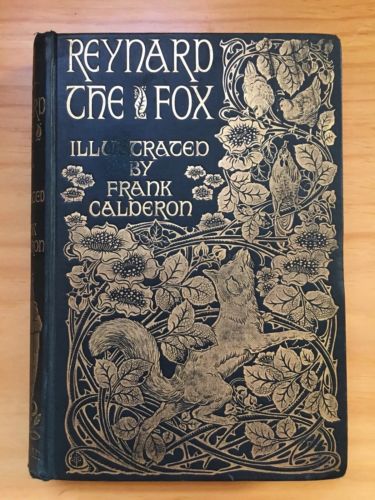 REYNARD
THE FOX
ILLUSTRATED
BY
FRANK
CALDERON